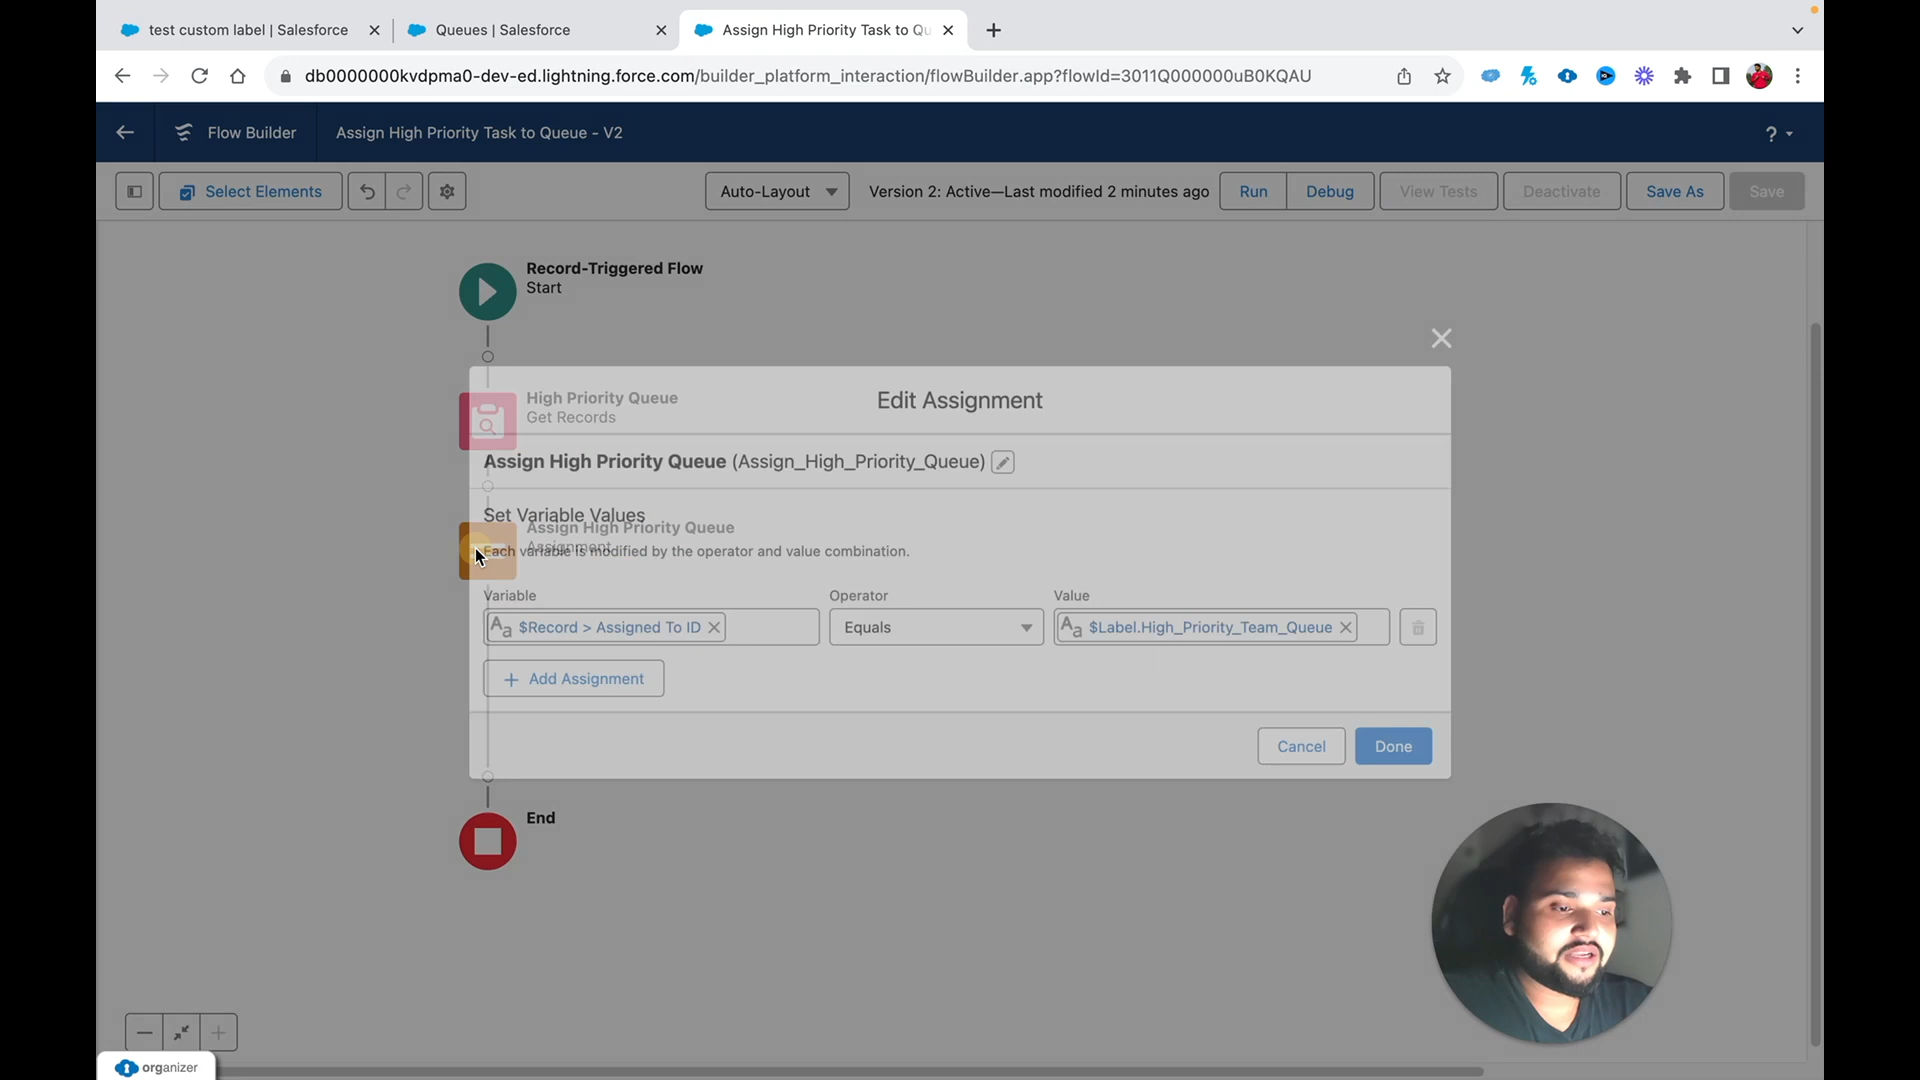 test custom label | Salesforce
Queues | Salesforce
Assign High Priority Task to Qu
db0000000kvdpma0-dev-ed.lightning.force.com/builder_platform_interaction/flowBuilder.app?flowId=3011Q000000uB0KQAU
Flow Builder
Assign High Priority Task to Queue - V2
?
Select Elements
Auto-Layout
Version 2: Active—Last modified 2 minutes ago
Run
Debug
View Tests
Deactivate
Save As
Save
Record-Triggered Flow
Start
High Priority Queue
Get Records
Edit Assignment
Assign High Priority Queue (Assign_High_Priority_Queue)
Set Variable Values
Assign High Priority Queue
Assignment
Each variable is modified by the operator and value combination.
Variable
Operator
Value
Aa $Record > Assigned To ID
Equals
Aa $Label.High_Priority_Team_Queue
+ Add Assignment
Cancel
Done
End
organizer